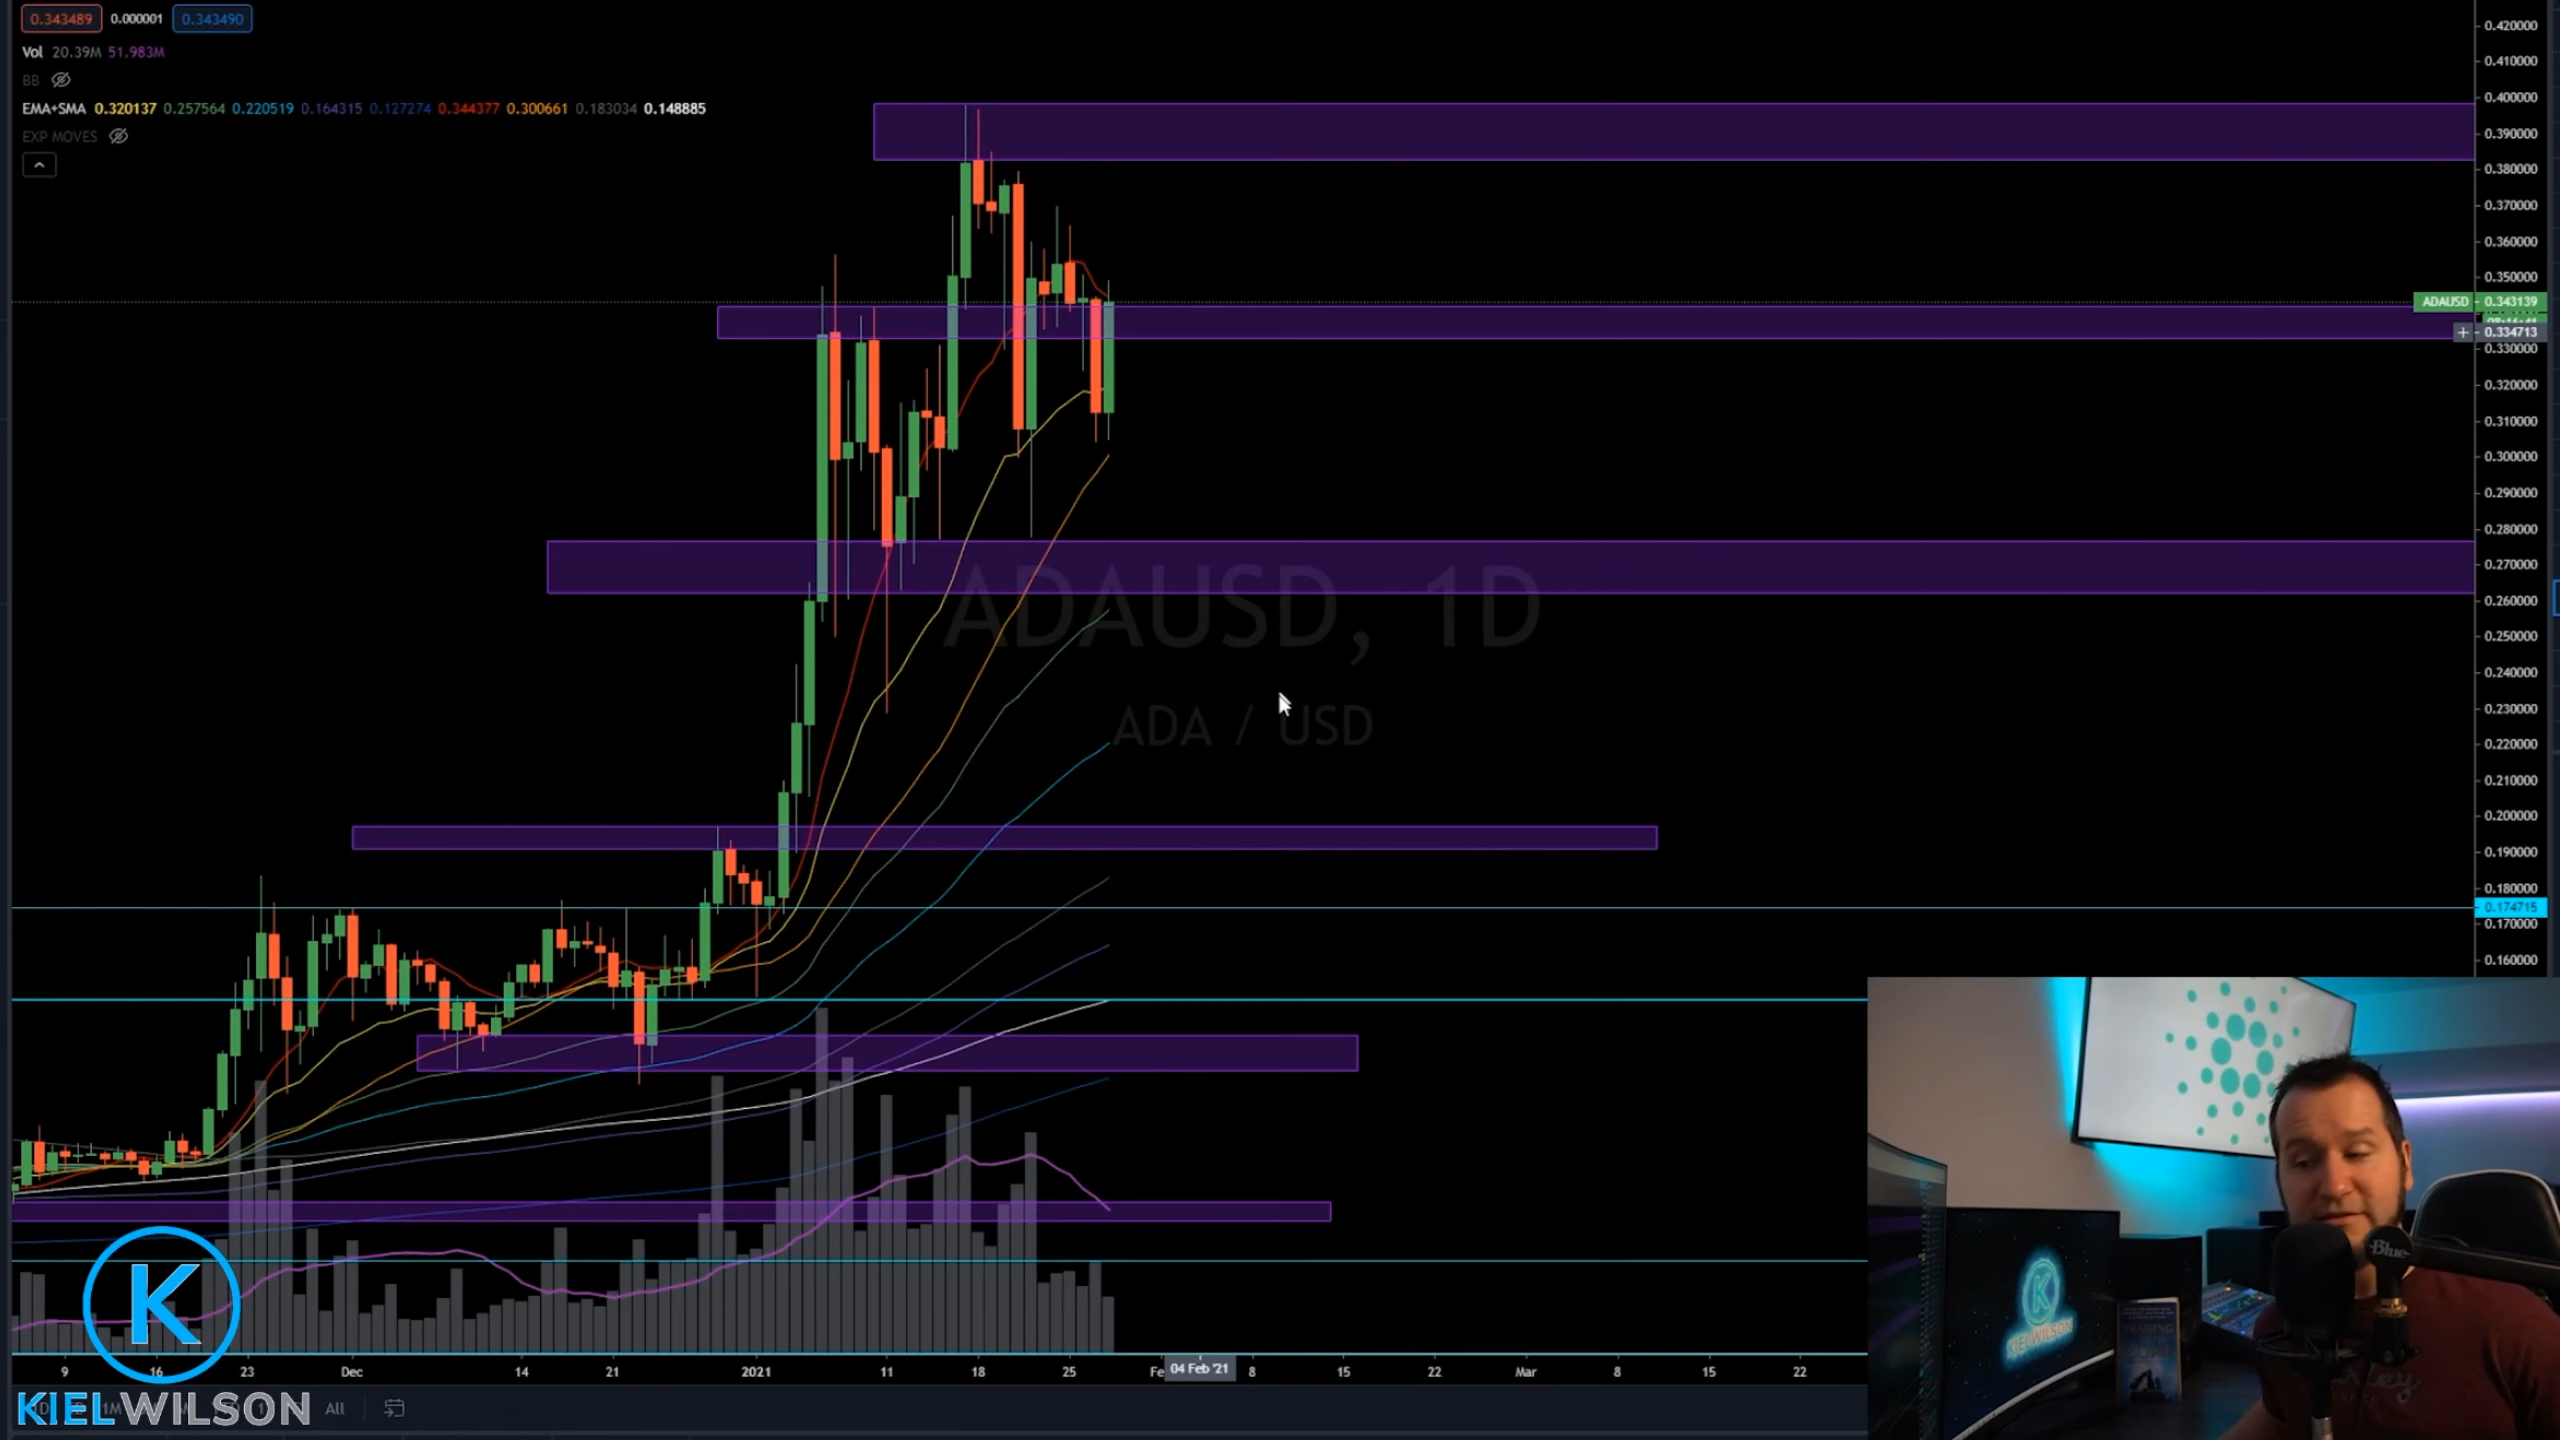 0.343489 0.000001 0.343490
Vol 20.39M 51.983M
BB
EMA+SMA 0.320137 0.257564 0.220519 0.164315 0.127274 0.344377 0.300661 0.183034 0.148885
EXP MOVES
0.420000
0.410000
0.400000
0.390000
0.380000
0.370000
0.360000
0.350000
ADAUSD 0.343139
0.334713
0.330000
0.320000
0.310000
0.300000
0.290000
0.280000
0.270000
0.260000
0.250000
0.240000
0.230000
0.220000
0.210000
0.200000
0.190000
0.180000
0.174715
0.170000
0.160000
ADAUSD, 1D
ADA / USD
9 16 23 Dec 14 21 2021 11 18 25 Fe 04 Feb '21 8 15 22 Mar 8 15 22
K
KIELWILSON
1M All
K
KIELWILSON
Blue